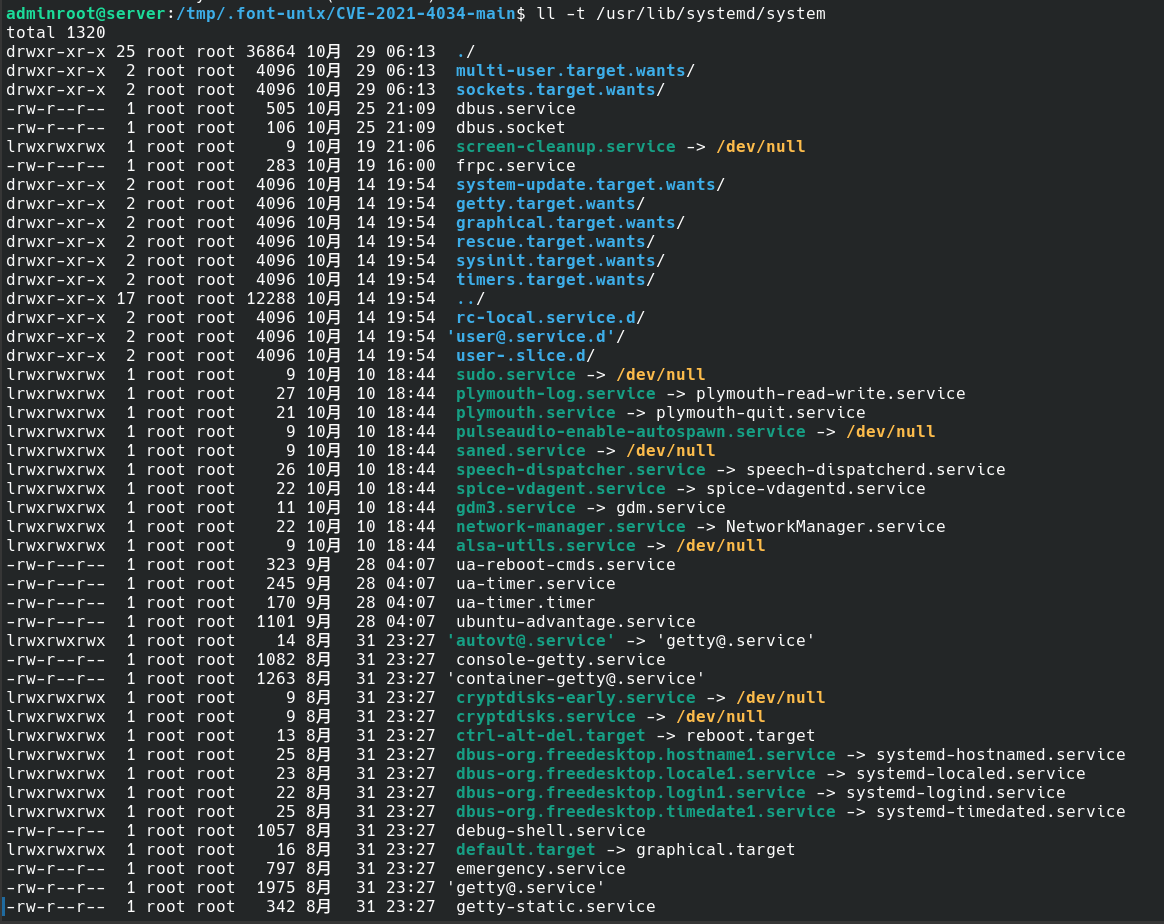 adminroot@server:/tmp/.font-unix/CVE-2021-4034-main$ ll -t /usr/lib/systemd/system
total 1320
drwxr-xr-x 25 root root 36864 10月 29 06:13 ./
drwxr-xr-x 2 root root 4096 10月 29 06:13 multi-user.target.wants/
drwxr-xr-x 2 root root 4096 10月 29 06:13 sockets.target.wants/
-rw-r--r-- 1 root root 505 10月 25 21:09 dbus.service
-rw-r--r-- 1 root root 106 10月 25 21:09 dbus.socket
lrwxrwxrwx 1 root root 9 10月 19 21:06 screen-cleanup.service -> /dev/null
-rw-r--r-- 1 root root 283 10月 19 16:00 frpc.service
drwxr-xr-x 2 root root 4096 10月 14 19:54 system-update.target.wants/
drwxr-xr-x 2 root root 4096 10月 14 19:54 getty.target.wants/
drwxr-xr-x 2 root root 4096 10月 14 19:54 graphical.target.wants/
drwxr-xr-x 2 root root 4096 10月 14 19:54 rescue.target.wants/
drwxr-xr-x 2 root root 4096 10月 14 19:54 sysinit.target.wants/
drwxr-xr-x 2 root root 4096 10月 14 19:54 timers.target.wants/
drwxr-xr-x 17 root root 12288 10月 14 19:54 ../
drwxr-xr-x 2 root root 4096 10月 14 19:54 rc-local.service.d/
drwxr-xr-x 2 root root 4096 10月 14 19:54 'user@.service.d'/
drwxr-xr-x 2 root root 4096 10月 14 19:54 user-.slice.d/
lrwxrwxrwx 1 root root 9 10月 10 18:44 sudo.service -> /dev/null
lrwxrwxrwx 1 root root 27 10月 10 18:44 plymouth-log.service -> plymouth-read-write.service
lrwxrwxrwx 1 root root 21 10月 10 18:44 plymouth.service -> plymouth-quit.service
lrwxrwxrwx 1 root root 9 10月 10 18:44 pulseaudio-enable-autospawn.service -> /dev/null
lrwxrwxrwx 1 root root 9 10月 10 18:44 saned.service -> /dev/null
lrwxrwxrwx 1 root root 26 10月 10 18:44 speech-dispatcher.service -> speech-dispatcherd.service
lrwxrwxrwx 1 root root 22 10月 10 18:44 spice-vdagent.service -> spice-vdagentd.service
lrwxrwxrwx 1 root root 11 10月 10 18:44 gdm3.service -> gdm.service
lrwxrwxrwx 1 root root 22 10月 10 18:44 network-manager.service -> NetworkManager.service
lrwxrwxrwx 1 root root 9 10月 10 18:44 alsa-utils.service -> /dev/null
-rw-r--r-- 1 root root 323 9月 28 04:07 ua-reboot-cmds.service
-rw-r--r-- 1 root root 245 9月 28 04:07 ua-timer.service
-rw-r--r-- 1 root root 170 9月 28 04:07 ua-timer.timer
-rw-r--r-- 1 root root 1101 9月 28 04:07 ubuntu-advantage.service
lrwxrwxrwx 1 root root 14 8月 31 23:27 'autovt@.service' -> 'getty@.service'
-rw-r--r-- 1 root root 1082 8月 31 23:27 console-getty.service
-rw-r--r-- 1 root root 1263 8月 31 23:27 'container-getty@.service'
lrwxrwxrwx 1 root root 9 8月 31 23:27 cryptdisks-early.service -> /dev/null
lrwxrwxrwx 1 root root 9 8月 31 23:27 cryptdisks.service -> /dev/null
lrwxrwxrwx 1 root root 13 8月 31 23:27 ctrl-alt-del.target -> reboot.target
lrwxrwxrwx 1 root root 25 8月 31 23:27 dbus-org.freedesktop.hostname1.service -> systemd-hostnamed.service
lrwxrwxrwx 1 root root 23 8月 31 23:27 dbus-org.freedesktop.locale1.service -> systemd-localed.service
lrwxrwxrwx 1 root root 22 8月 31 23:27 dbus-org.freedesktop.login1.service -> systemd-logind.service
lrwxrwxrwx 1 root root 25 8月 31 23:27 dbus-org.freedesktop.timedate1.service -> systemd-timedated.service
-rw-r--r-- 1 root root 1057 8月 31 23:27 debug-shell.service
lrwxrwxrwx 1 root root 16 8月 31 23:27 default.target -> graphical.target
-rw-r--r-- 1 root root 797 8月 31 23:27 emergency.service
-rw-r--r-- 1 root root 1975 8月 31 23:27 'getty@.service'
-rw-r--r-- 1 root root 342 8月 31 23:27 getty-static.service